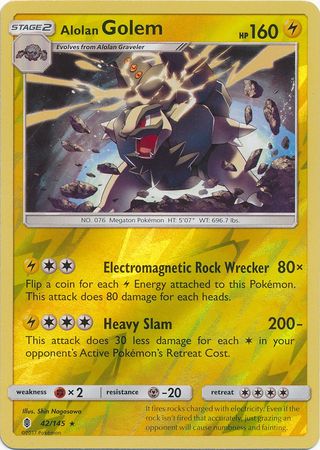 STAGE2
Alolan Golem
HP 160
Evolves from Alolan Graveler
NO. 076 Megaton Pokémon HT: 5'07" WT: 696.7 lbs.
Electromagnetic Rock Wrecker 80×
Flip a coin for each Energy attached to this Pokémon.
This attack does 80 damage for each heads.
Heavy Slam 200-
This attack does 30 less damage for each in
your opponent's Active Pokémon's Retreat Cost.
weakness × 2 resistance -20 retreat
Illus. Shin Nagasawa
42/145 ★
©2017 Pokémon
It fires rocks charged with electricity. Even if the
rock isn't fired that accurately, just grazing an
opponent will cause numbness and fainting.